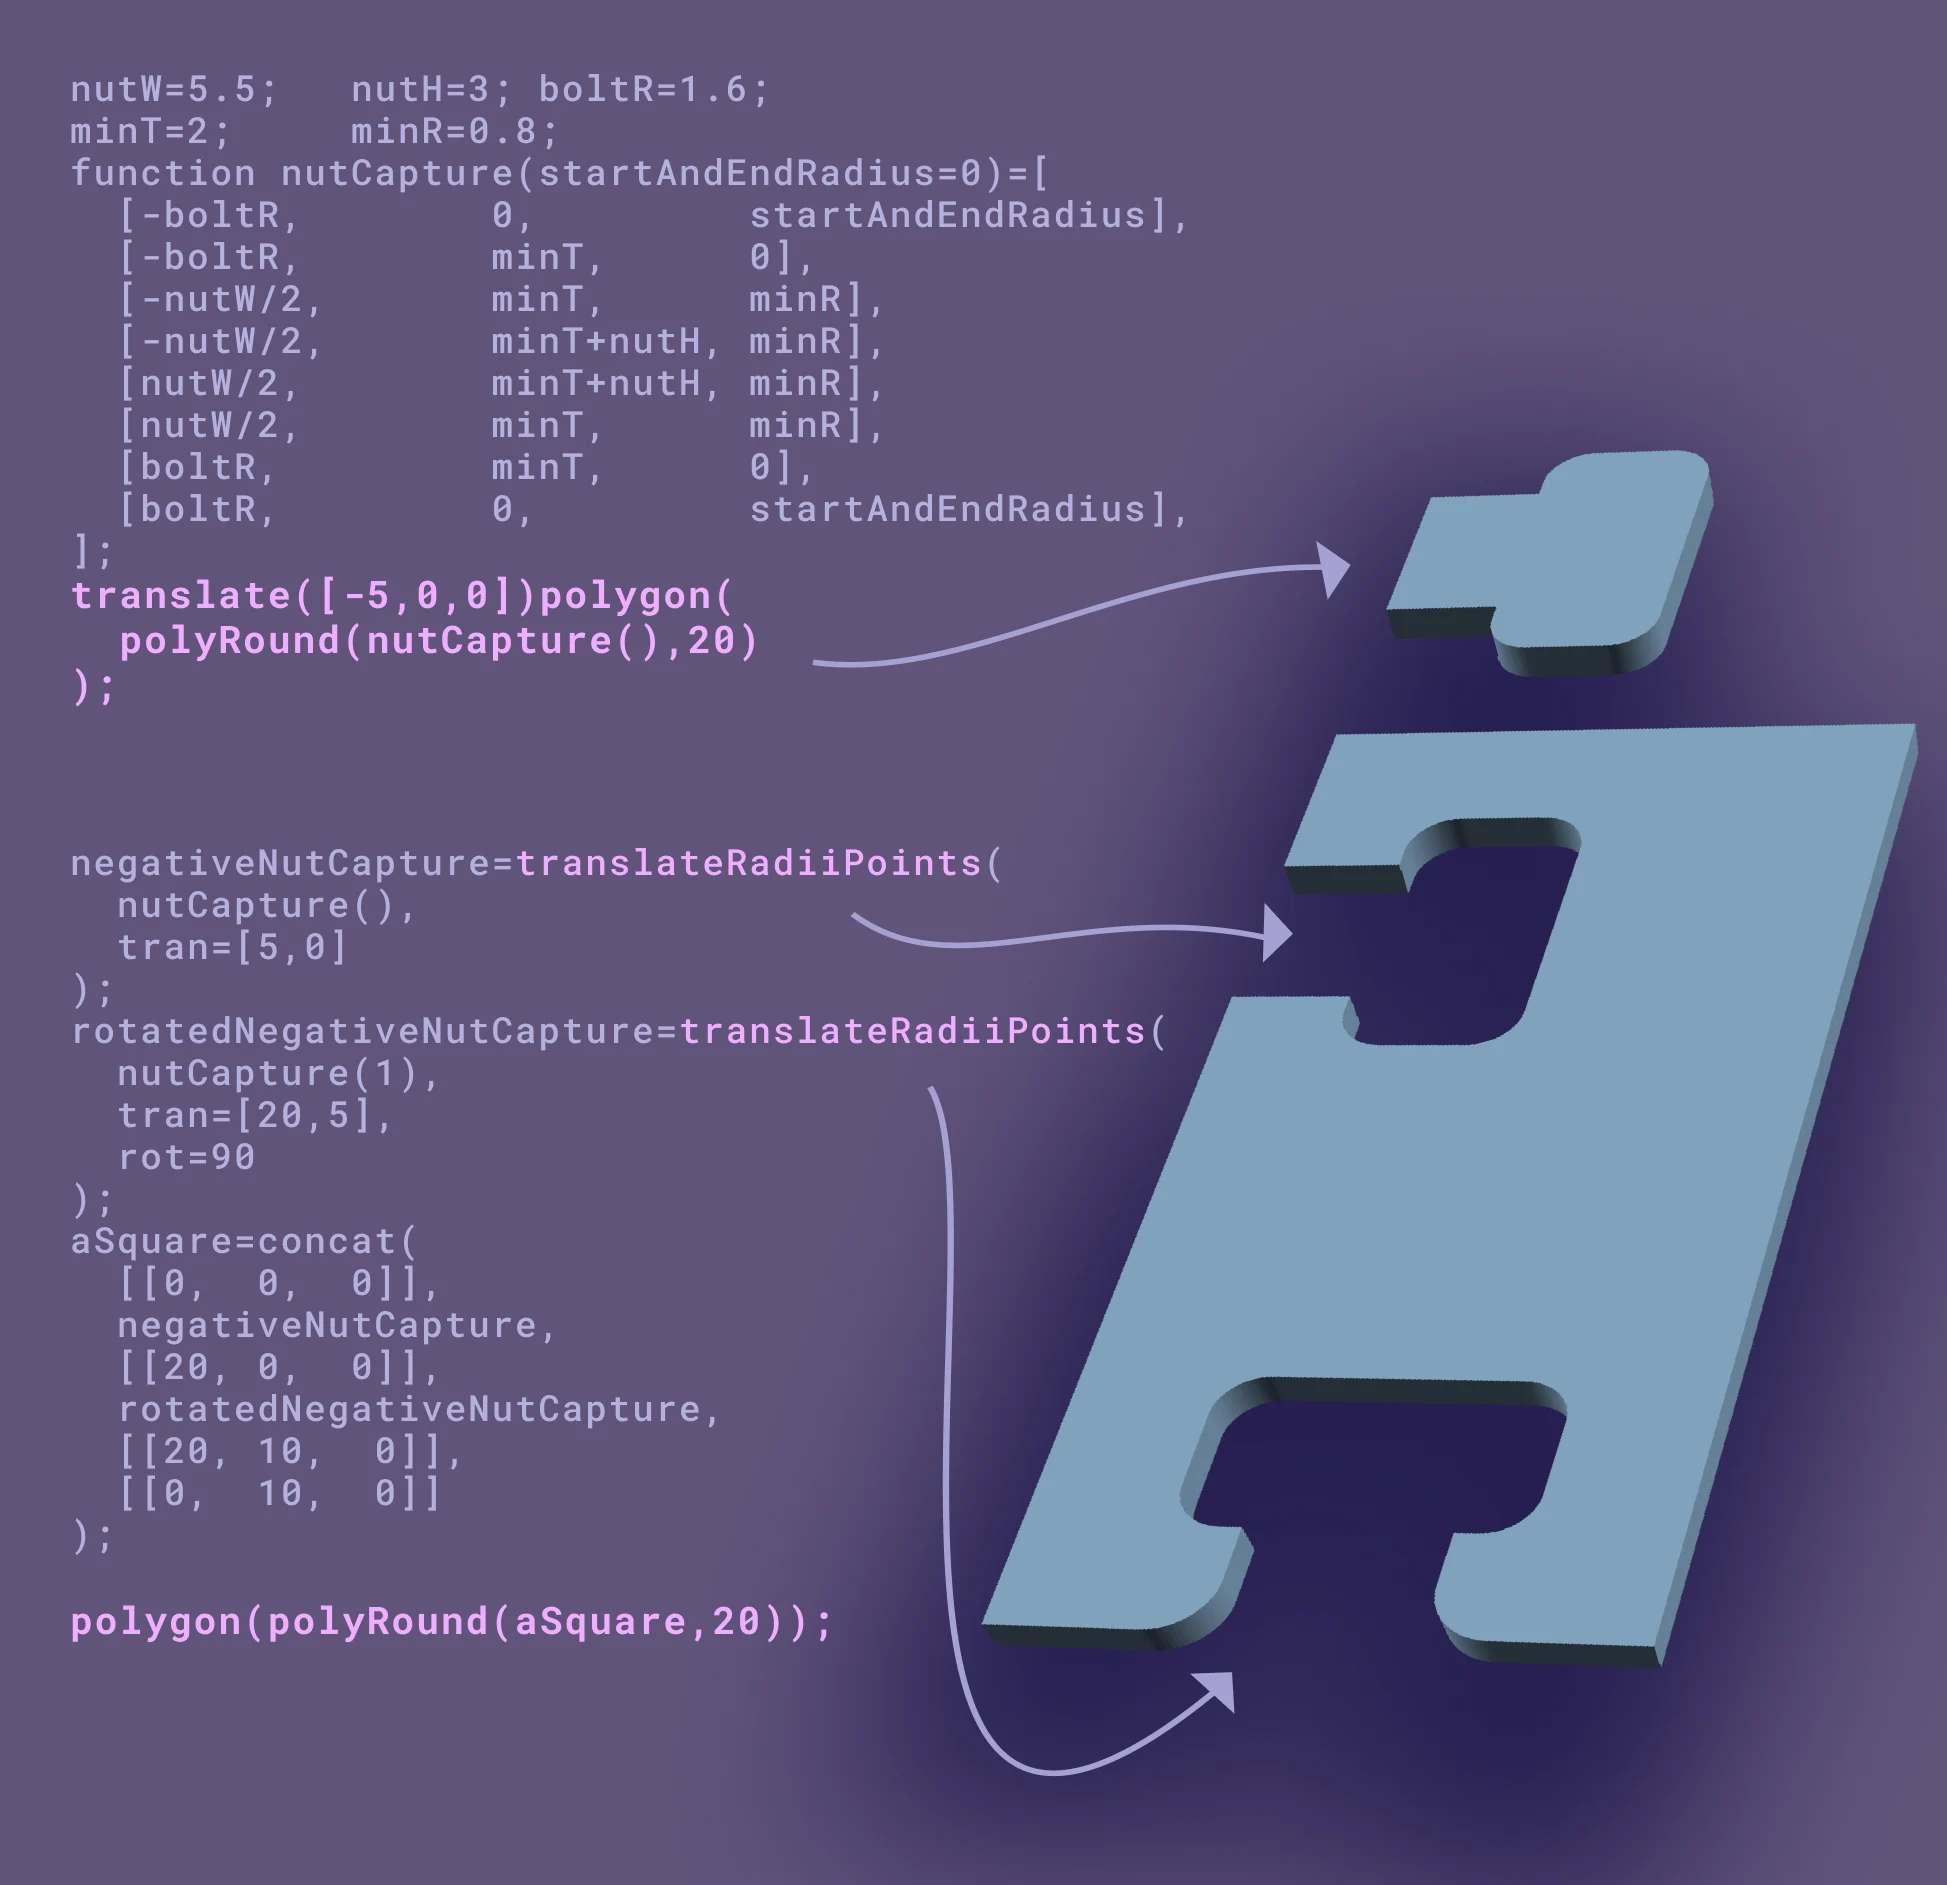 nutW=5.5;   nutH=3; boltR=1.6;
minT=2;     minR=0.8;
function nutCapture(startAndEndRadius=0)=[
  [-boltR,        0,         startAndEndRadius],
  [-boltR,        minT,      0],
  [-nutW/2,       minT,      minR],
  [-nutW/2,       minT+nutH, minR],
  [nutW/2,        minT+nutH, minR],
  [nutW/2,        minT,      minR],
  [boltR,         minT,      0],
  [boltR,         0,         startAndEndRadius],
];
translate([-5,0,0])polygon(
  polyRound(nutCapture(),20)
);
negativeNutCapture=translateRadiiPoints(
  nutCapture(),
  tran=[5,0]
);
rotatedNegativeNutCapture=translateRadiiPoints(
  nutCapture(1),
  tran=[20,5],
  rot=90
);
aSquare=concat(
  [[0,  0,   0]],
  negativeNutCapture,
  [[20, 0,   0]],
  rotatedNegativeNutCapture,
  [[20, 10,   0]],
  [[0,  10,   0]]
);
polygon(polyRound(aSquare,20));